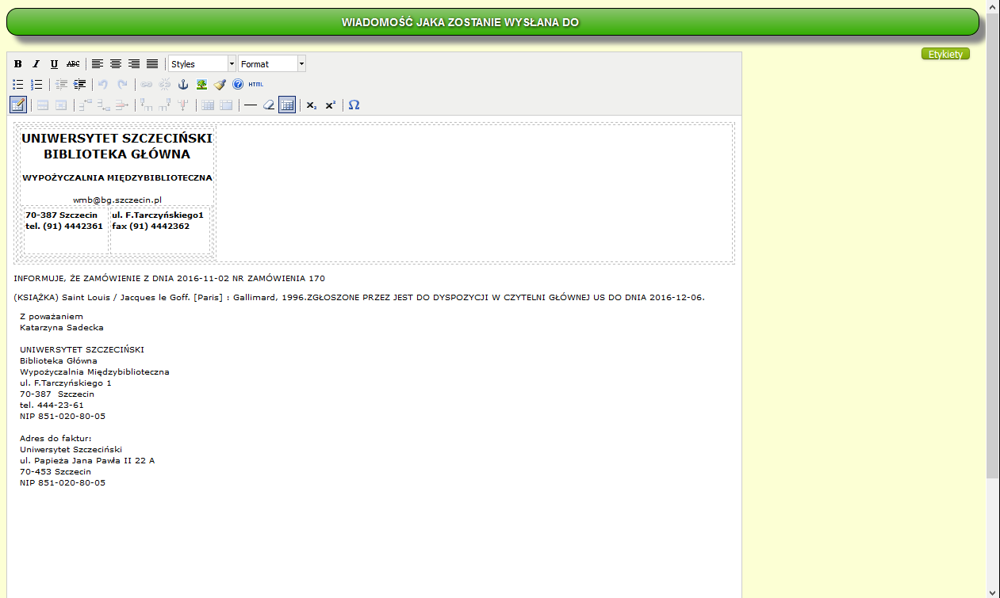 WIADOMOŚĆ JAKA ZOSTANIE WYSŁANA DO
Etykiety
B I U ABC Styles Format
HTML
UNIWERSYTET SZCZECIŃSKI
BIBLIOTEKA GŁÓWNA
WYPOŻYCZALNIA MIĘDZYBIBLIOTECZNA
wmb@bg.szczecin.pl
70-387 Szczecin ul. F.Tarczyńskiego1
tel. (91) 4442361 fax (91) 4442362
INFORMUJE, ŻE ZAMÓWIENIE Z DNIA 2016-11-02 NR ZAMÓWIENIA 170
(KSIĄŻKA) Saint Louis / Jacques le Goff. [Paris] : Gallimard, 1996.ZGŁOSZONE PRZEZ JEST DO DYSPOZYCJI W CZYTELNI GŁÓWNEJ US DO DNIA 2016-12-06.
Z poważaniem
Katarzyna Sadecka
UNIWERSYTET SZCZECIŃSKI
Biblioteka Główna
Wypożyczalnia Międzybiblioteczna
ul. F.Tarczyńskiego 1
70-387 Szczecin
tel. 444-23-61
NIP 851-020-80-05
Adres do faktur:
Uniwersytet Szczeciński
ul. Papieża Jana Pawła II 22 A
70-453 Szczecin
NIP 851-020-80-05